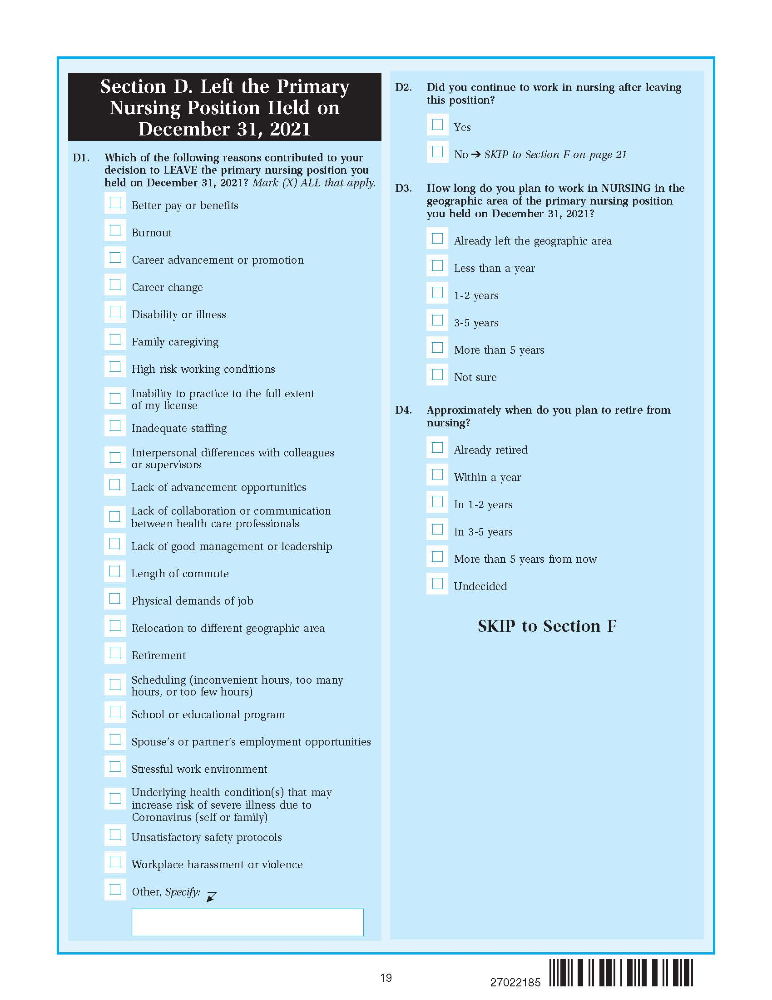 Section D. Left the Primary
Nursing Position Held on
December 31, 2021
D1. Which of the following reasons contributed to your
decision to LEAVE the primary nursing position you
held on December 31, 2021? Mark (X) ALL that apply.
Better pay or benefits
Burnout
Career advancement or promotion
Career change
Disability or illness
Family caregiving
High risk working conditions
Inability to practice to the full extent
of my license
Inadequate staffing
Interpersonal differences with colleagues
or supervisors
Lack of advancement opportunities
Lack of collaboration or communication
between health care professionals
Lack of good management or leadership
Length of commute
Physical demands of job
Relocation to different geographic area
Retirement
Scheduling (inconvenient hours, too many
hours, or too few hours)
School or educational program
Spouse’s or partner’s employment opportunities
Stressful work environment
Underlying health condition(s) that may
increase risk of severe illness due to
Coronavirus (self or family)
Unsatisfactory safety protocols
Workplace harassment or violence
Other, Specify:
D2. Did you continue to work in nursing after leaving
this position?
Yes
No ➔ SKIP to Section F on page 21
D3. How long do you plan to work in NURSING in the
geographic area of the primary nursing position
you held on December 31, 2021?
Already left the geographic area
Less than a year
1-2 years
3-5 years
More than 5 years
Not sure
D4. Approximately when do you plan to retire from
nursing?
Already retired
Within a year
In 1-2 years
In 3-5 years
More than 5 years from now
Undecided
SKIP to Section F
19
27022185